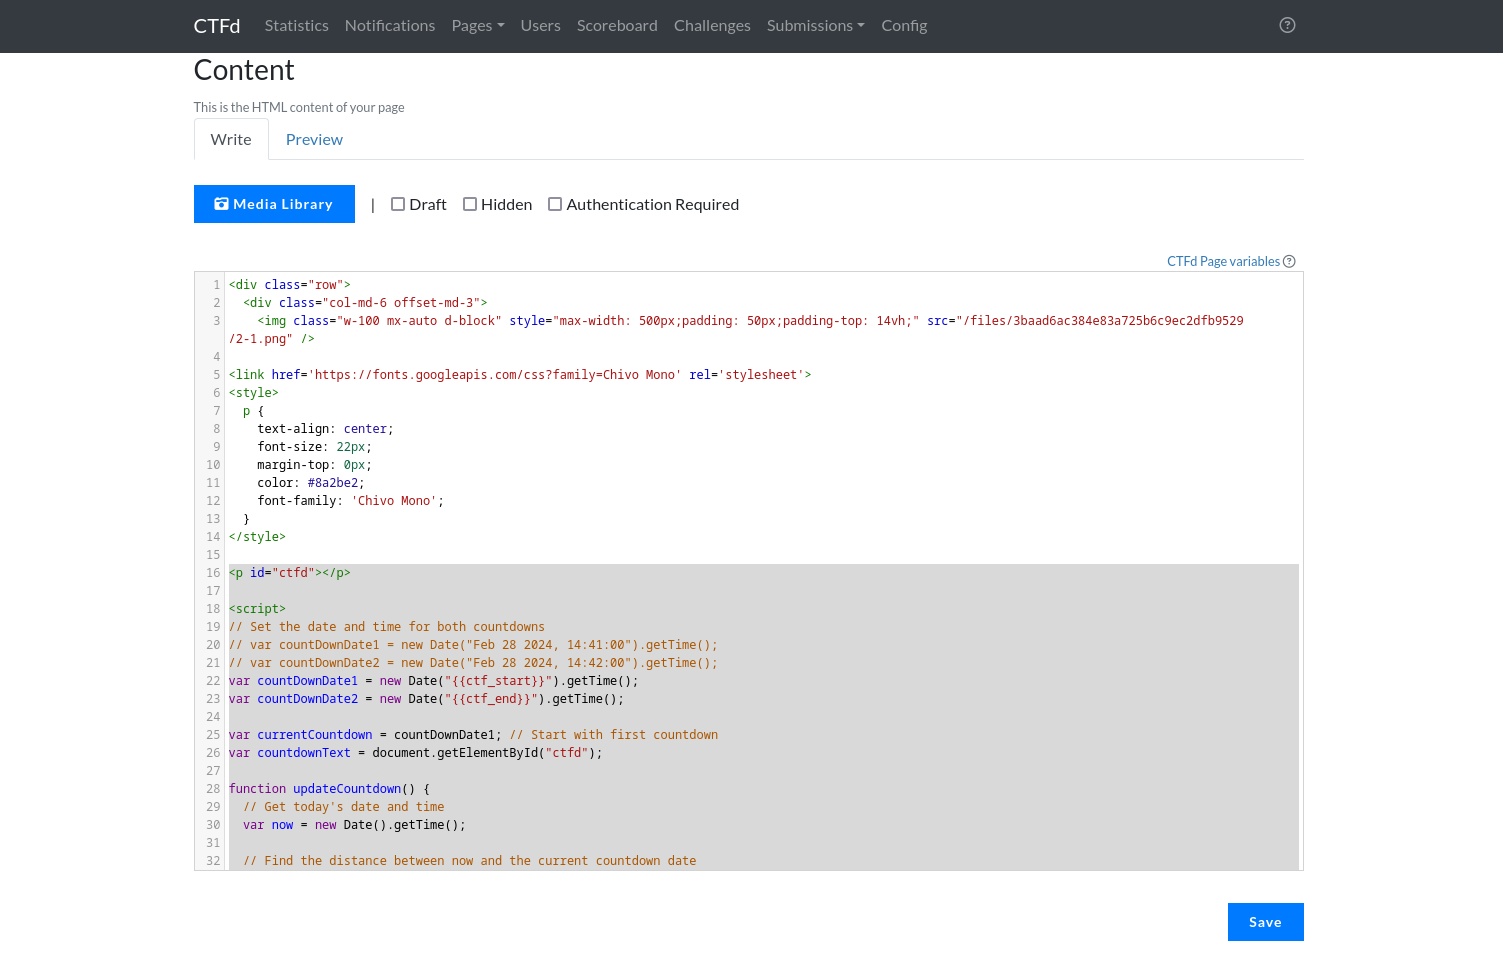 CTFd Statistics Notifications Pages Users Scoreboard Challenges Submissions Config
Content
This is the HTML content of your page
Write Preview
Media Library | Draft Hidden Authentication Required
CTFd Page variables
1 <div class="row">
2   <div class="col-md-6 offset-md-3">
3     <img class="w-100 mx-auto d-block" style="max-width: 500px;padding: 50px;padding-top: 14vh;" src="/files/3baad6ac384e83a725b6c9ec2dfb9529
/2-1.png" />
4
5 <link href='https://fonts.googleapis.com/css?family=Chivo Mono' rel='stylesheet'>
6 <style>
7   p {
8     text-align: center;
9     font-size: 22px;
10     margin-top: 0px;
11     color: #8a2be2;
12     font-family: 'Chivo Mono';
13   }
14 </style>
15
16 <p id="ctfd"></p>
17
18 <script>
19 // Set the date and time for both countdowns
20 // var countDownDate1 = new Date("Feb 28 2024, 14:41:00").getTime();
21 // var countDownDate2 = new Date("Feb 28 2024, 14:42:00").getTime();
22 var countDownDate1 = new Date("{{ctf_start}}").getTime();
23 var countDownDate2 = new Date("{{ctf_end}}").getTime();
24
25 var currentCountdown = countDownDate1; // Start with first countdown
26 var countdownText = document.getElementById("ctfd");
27
28 function updateCountdown() {
29   // Get today's date and time
30   var now = new Date().getTime();
31
32   // Find the distance between now and the current countdown date
Save